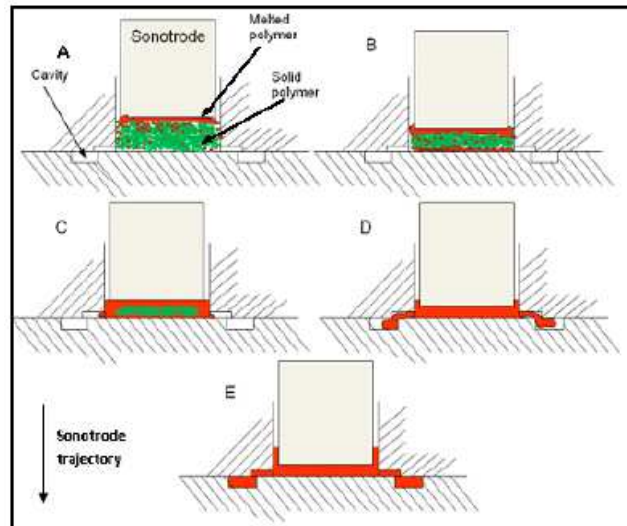 A
Sonotrode
Melted
polymer
Cavity
Solid
polymer
B
C
D
E
Sonotrode
trajectory